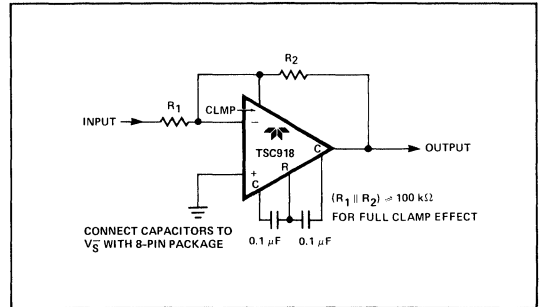 R2
R1
CLMP
INPUT
−
TSC918
C
OUTPUT
R
+
C
(R1 || R2) ⩾ 100 kΩ
FOR FULL CLAMP EFFECT
0.1 μF
0.1 μF
CONNECT CAPACITORS TO
V̅S WITH 8-PIN PACKAGE